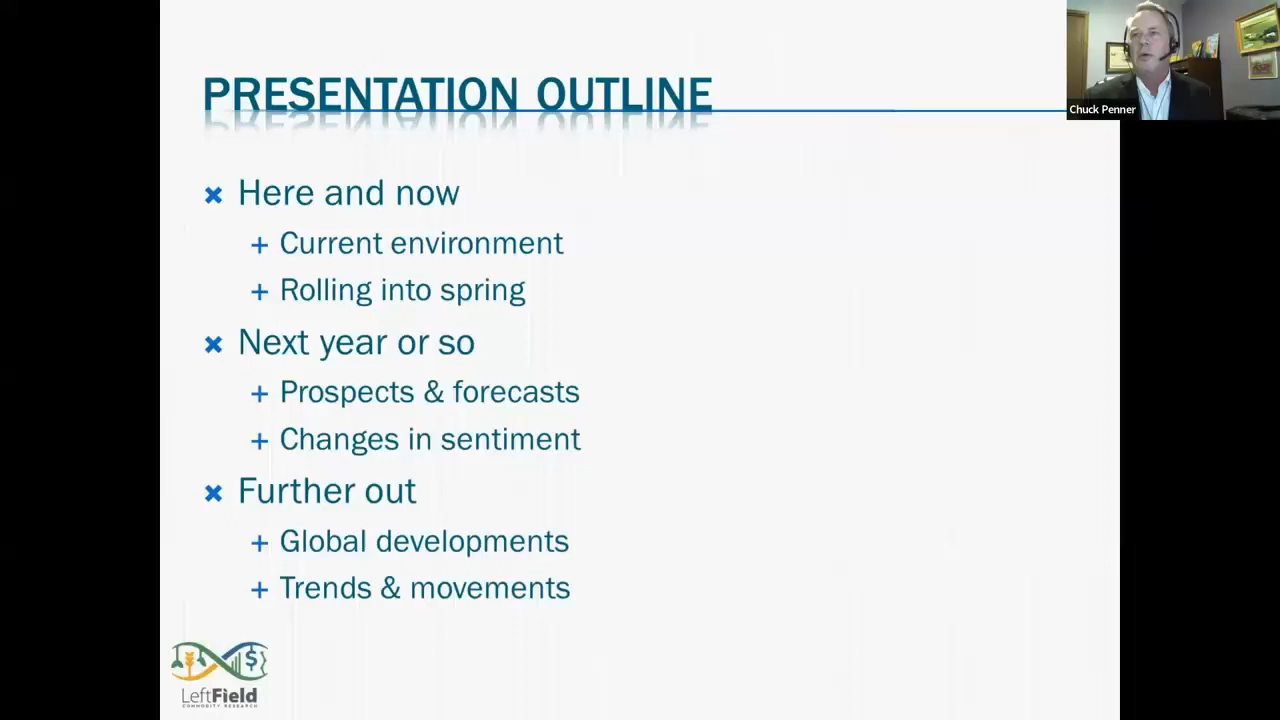 PRESENTATION OUTLINE
Chuck Penner
Here and now
+ Current environment
+ Rolling into spring
Next year or so
+ Prospects & forecasts
+ Changes in sentiment
Further out
+ Global developments
+ Trends & movements
$
LeftField
COMMODITY RESEARCH